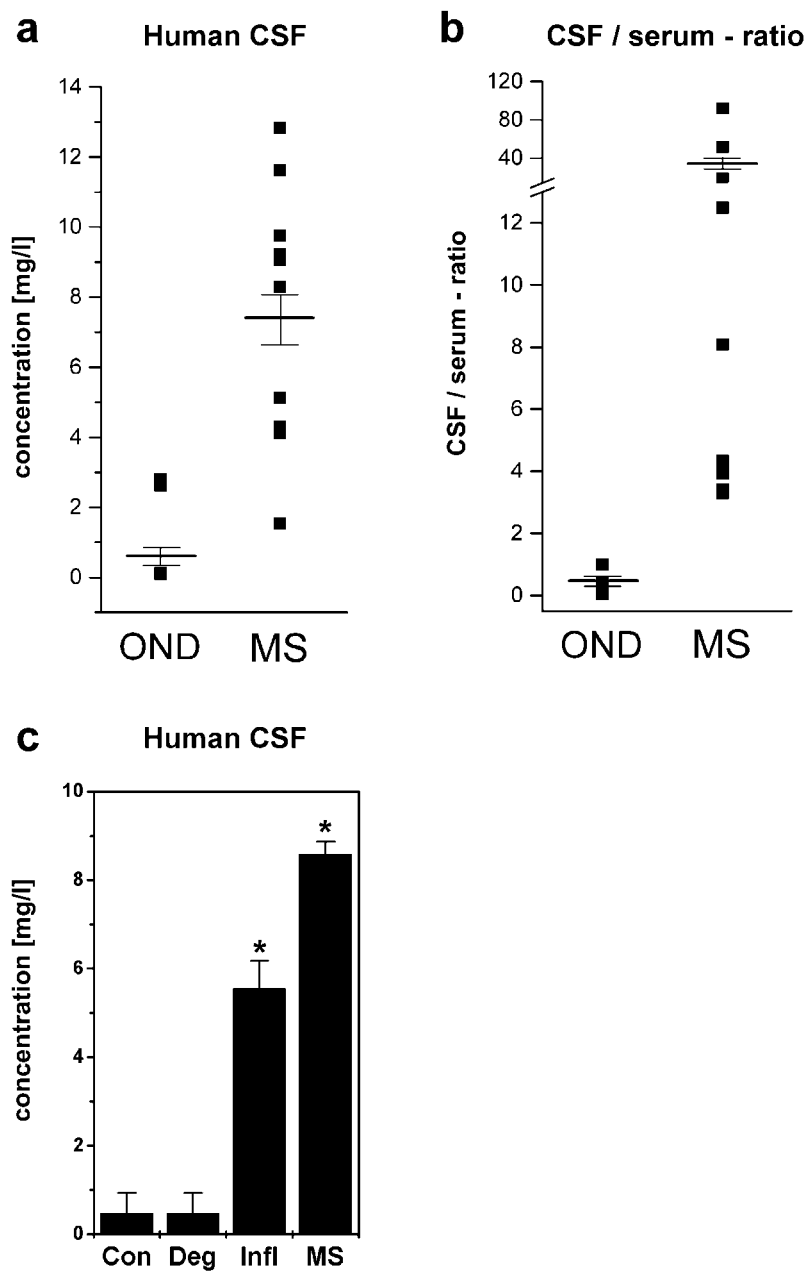 a
Human CSF
14
13
10
8
6
4
2
0
concentration [mg/l]
OND
MS
b
CSF / serum - ratio
120
80
40
12
8
6
4
2
0
CSF / serum - ratio
OND
MS
c
Human CSF
10
8
6
4
2
0
concentration [mg/l]
*
*
Con
Deg
Infl
MS